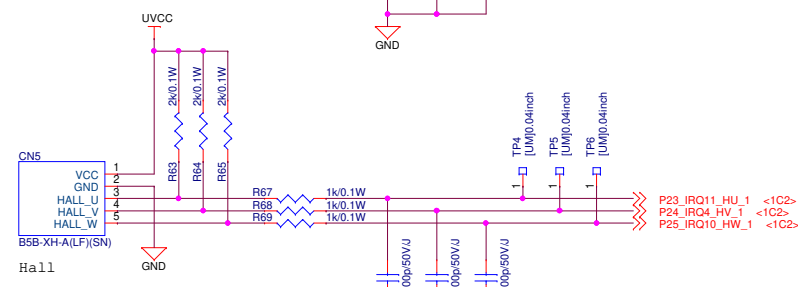 GND
UVCC
2k/0.1W
2k/0.1W
2k/0.1W
R63
R64
R65
TP4
[UM]0.04inch
TP5
[UM]0.04inch
TP6
[UM]0.04inch
1
1
1
CN5
VCC 1
GND 2
HALL_U 3
HALL_V 4
HALL_W 5
B5B-XH-A(LF)(SN)
R67 1k/0.1W
R68 1k/0.1W
R69 1k/0.1W
P23_IRQ11_HU_1 <1C2>
P24_IRQ4_HV_1 <1C2>
P25_IRQ10_HW_1 <1C2>
00p/50V/J
00p/50V/J
00p/50V/J
GND
Hall